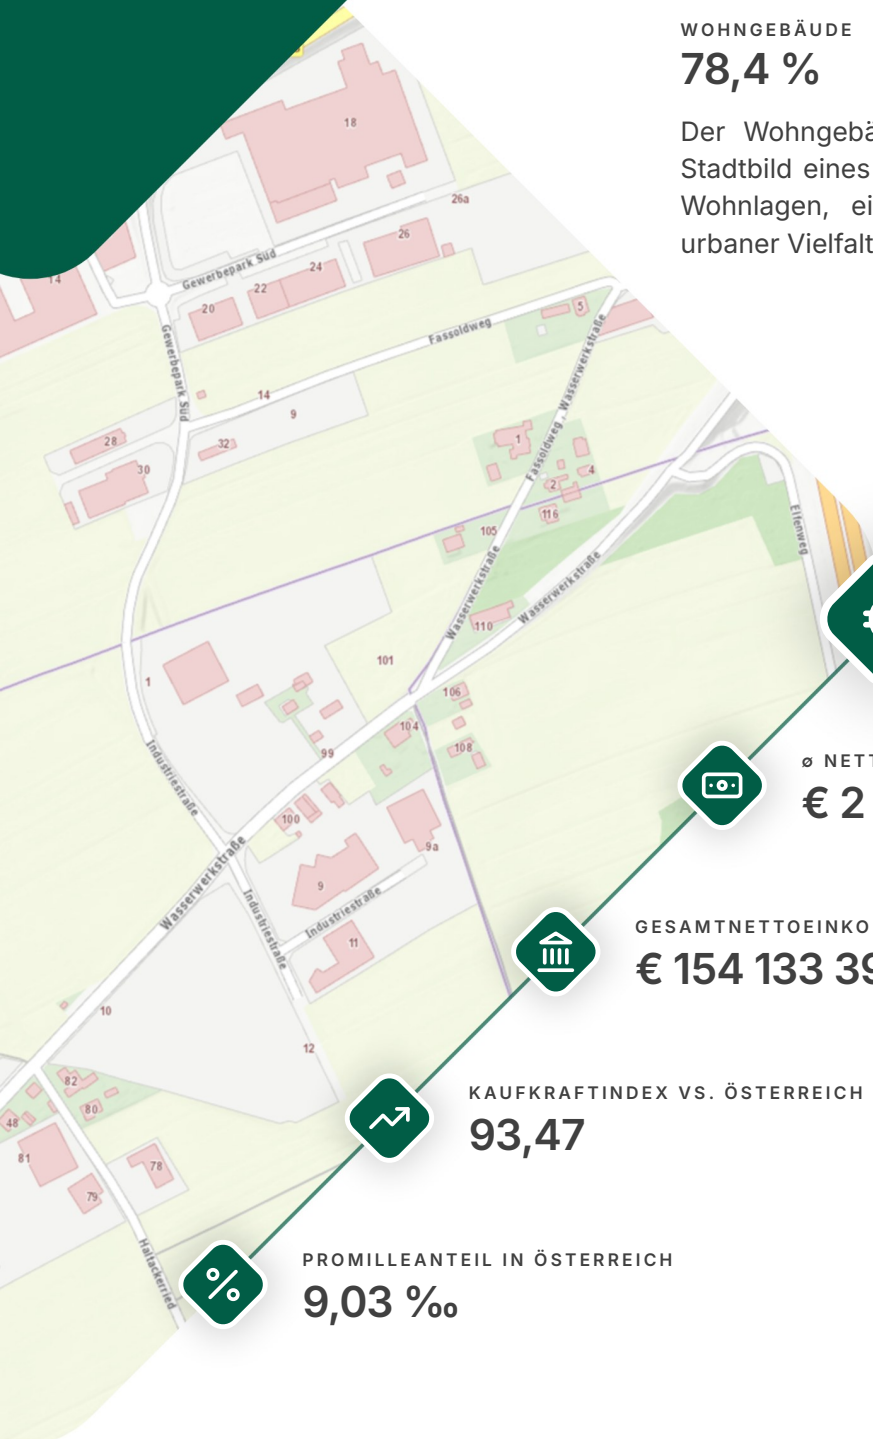 WOHNGEBÄUDE
78,4 %
Der Wohngebä
Stadtbild eines
Wohnlagen, ei
urbaner Vielfalt
18
26a
26
Gewerbepark Süd
24
14
22
20
5
Fassoldweg
Gewerbepark Süd
Fassoldweg, Wasserwerkstraße
14
9
28
32
1
30
4
2
116
Elfenweg
105
Wasserwerkstraße
Wasserwerkstraße
110
101
1
106
104
108
99
Industriestraße
ø NETT
€ 2
100
9a
Wasserwerkstraße
9
Industriestraße
Industriestraße
11
GESAMTNETTOEINKO
€ 154 133 39
10
12
82
80
48
KAUFKRAFTINDEX VS. ÖSTERREICH
93,47
81
78
79
Haltackerried
PROMILLEANTEIL IN ÖSTERREICH
9,03 ‰